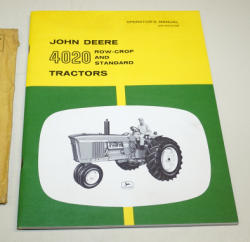 OPERATOR'S MANUAL
JOHN DEERE
4020 ROW-CROP AND STANDARD
TRACTORS